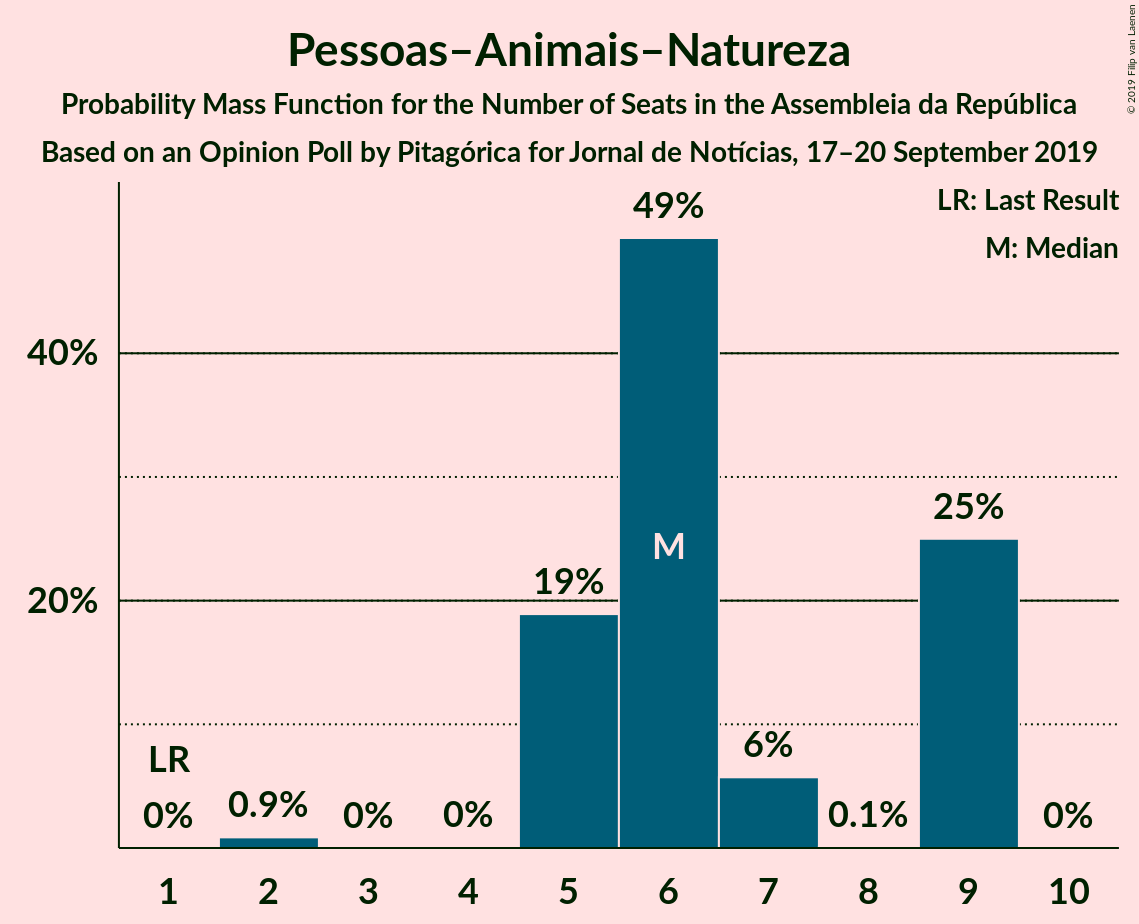 Pessoas–Animais–Natureza
Probability Mass Function for the Number of Seats in the Assembleia da República
Based on an Opinion Poll by Pitagórica for Jornal de Notícias, 17–20 September 2019
© 2019 Filip van Laenen
LR: Last Result
M: Median
49%
40%
25%
M
19%
20%
6%
LR
0% 0.9% 0% 0% 0.1% 0%
1 2 3 4 5 6 7 8 9 10